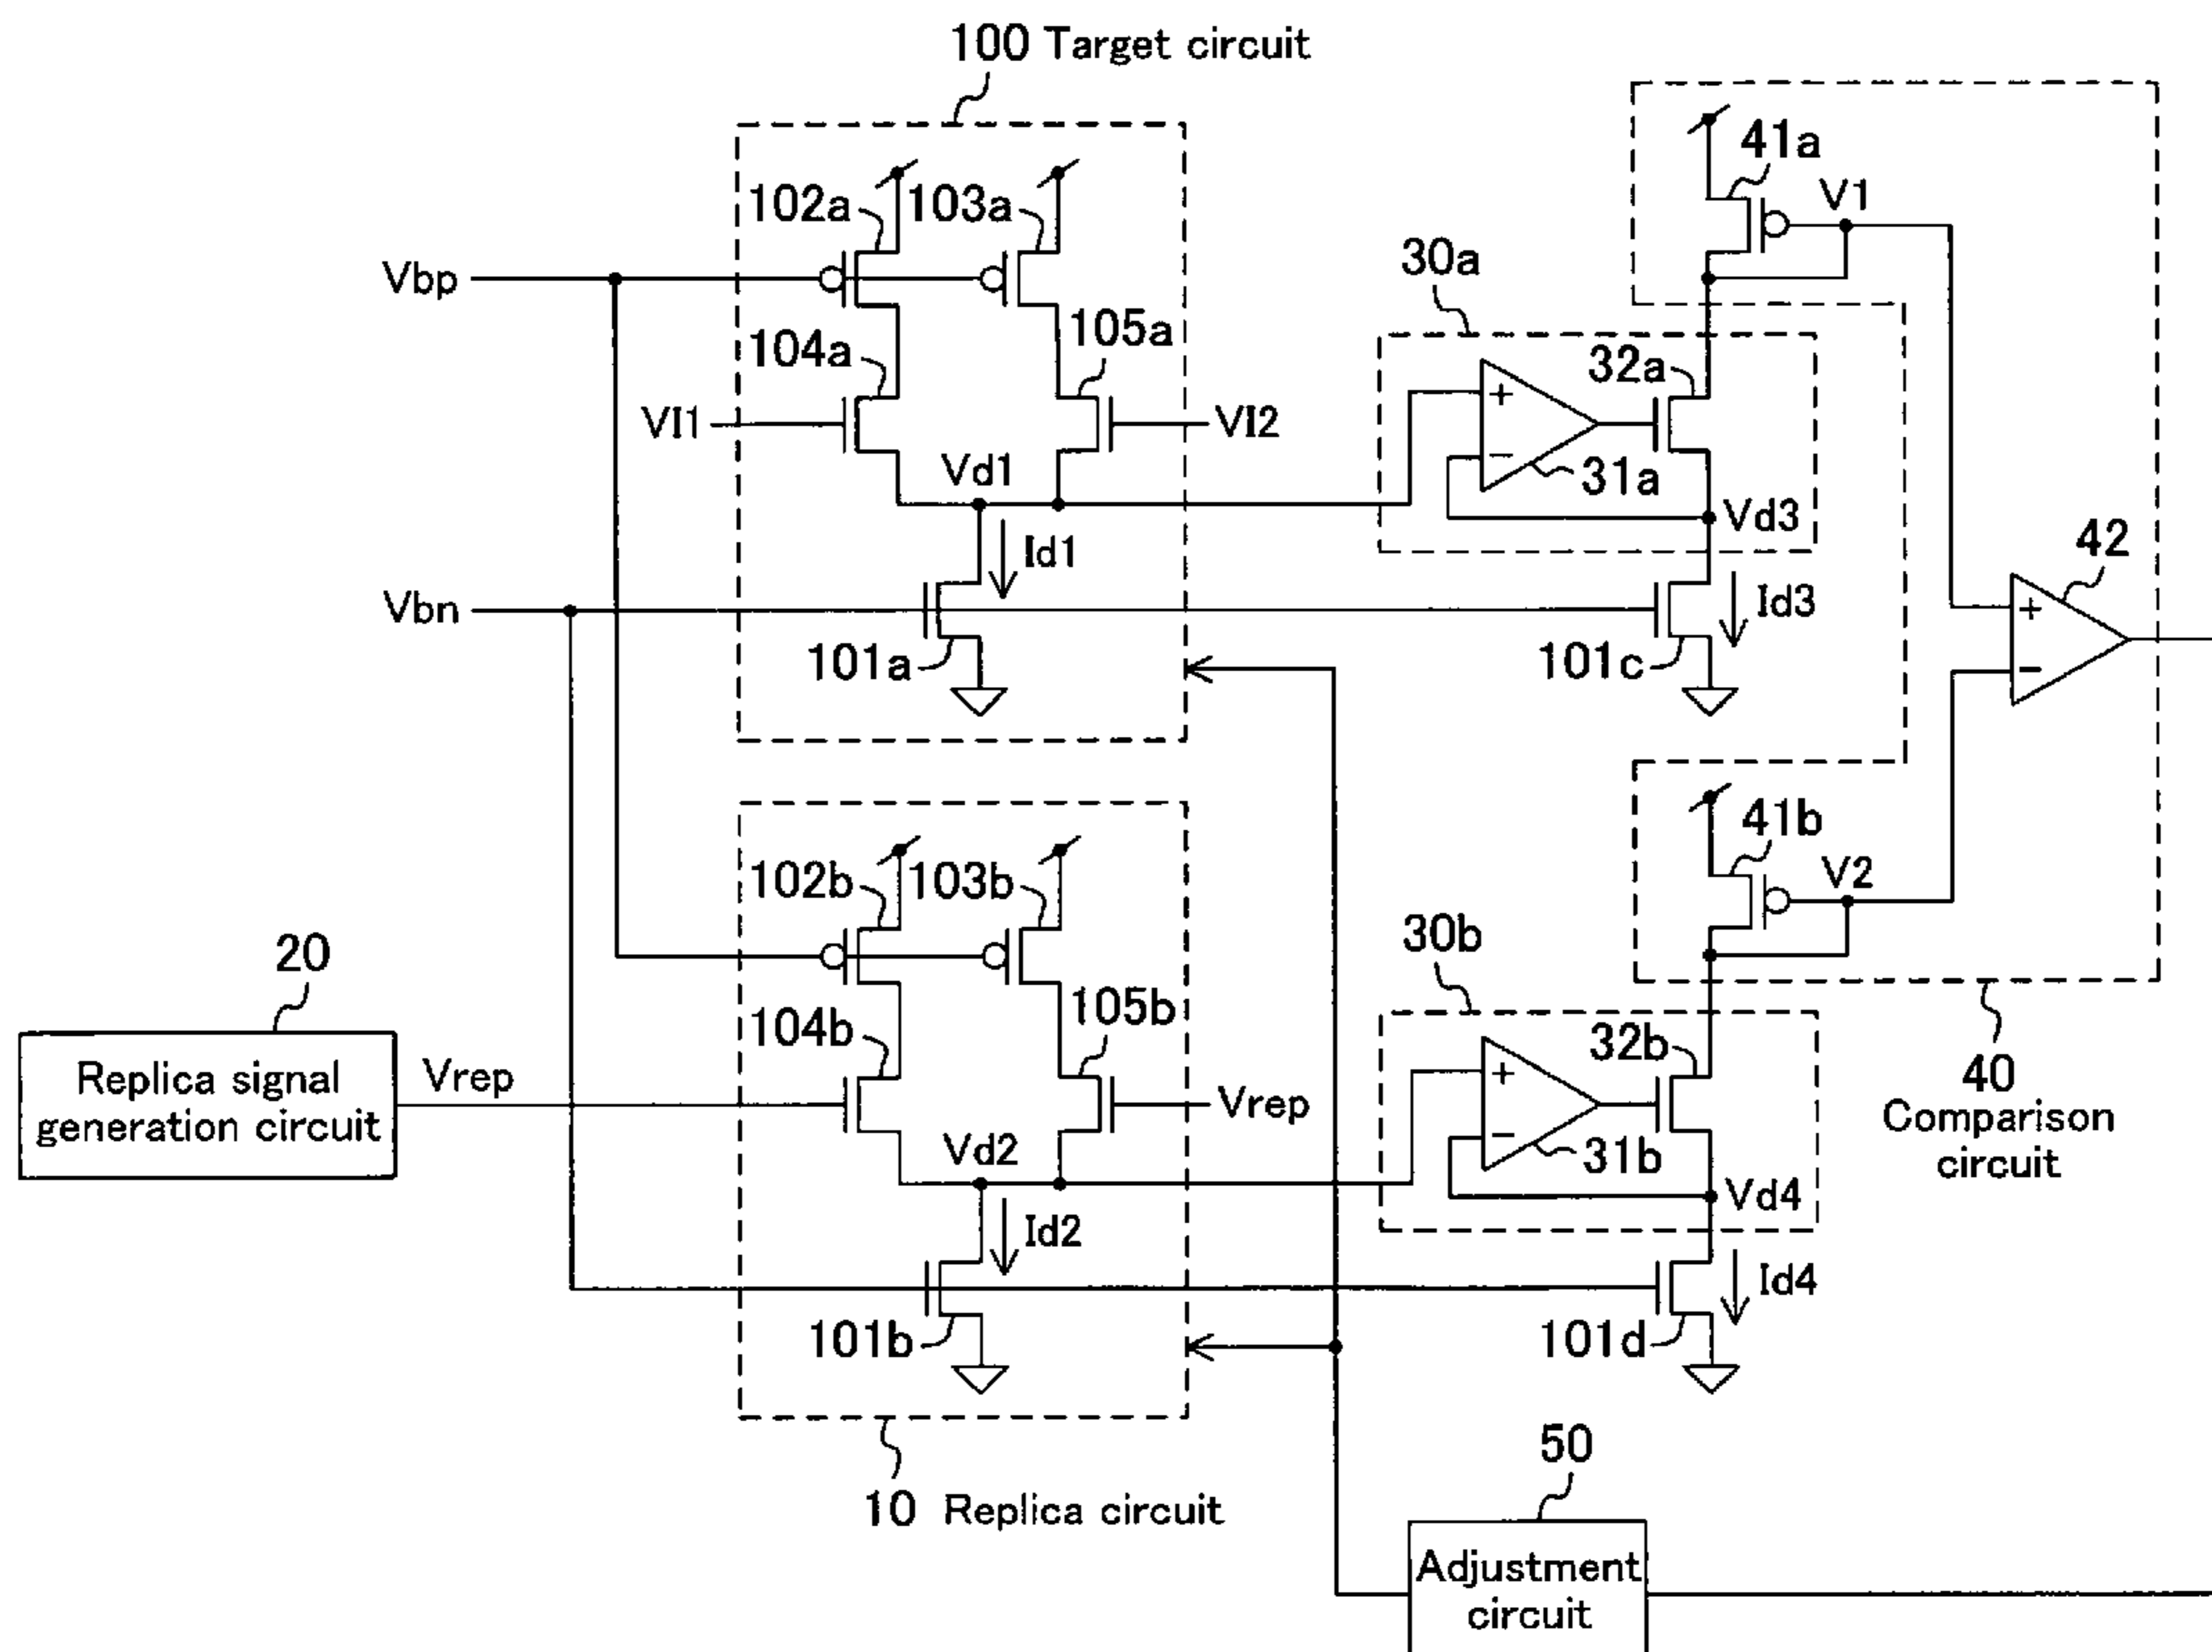 100 Target circuit
41a
V1
102a
103a
30a
Vbp
105a
104a
32a
VI1
VI2
+
−
31a
Vd1
Vd3
42
Id1
Id3
+
−
Vbn
101a
101c
41b
V2
102b
103b
30b
20
Replica signal
generation circuit
Vrep
104b
105b
32b
+
−
31b
Vrep
40
Comparison
circuit
Vd2
Vd4
Id2
Id4
101b
101d
10 Replica circuit
50
Adjustment
circuit